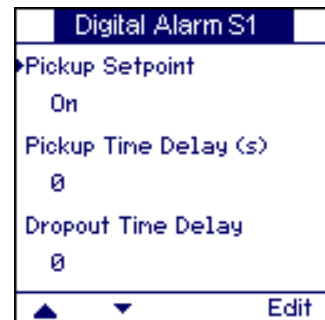 Digital Alarm S1
Pickup Setpoint
On
Pickup Time Delay (s)
0
Dropout Time Delay
0
Edit